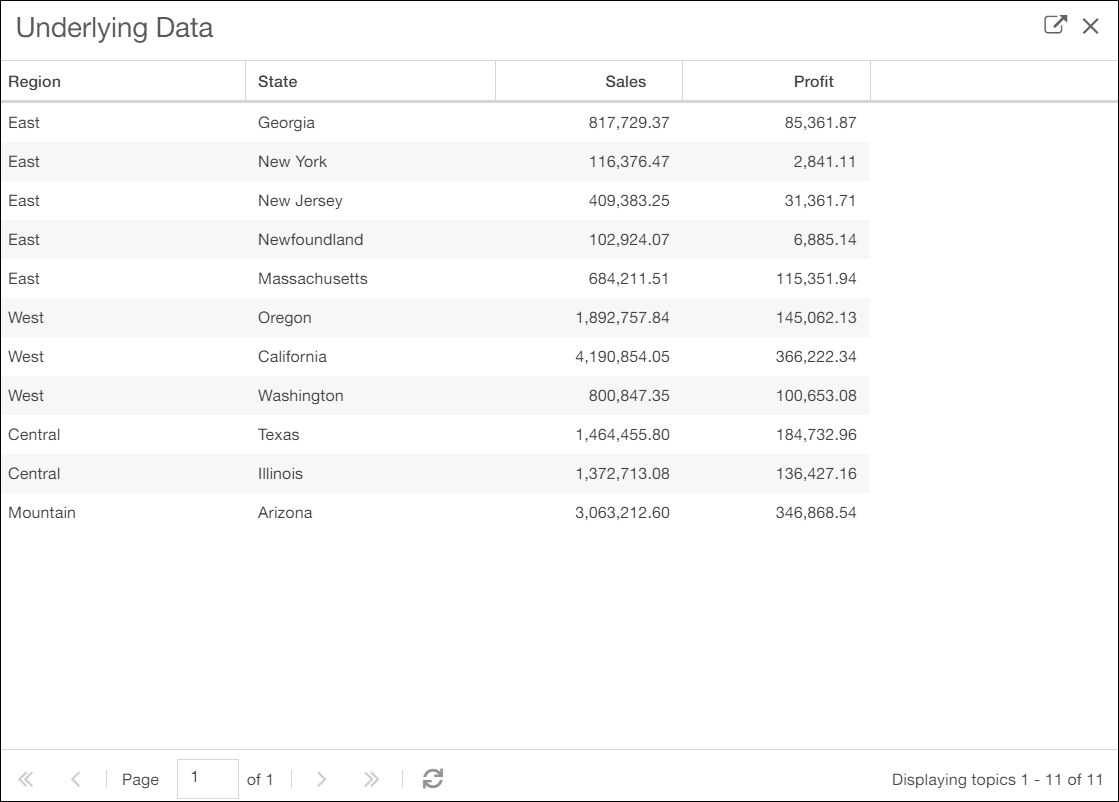 Underlying Data
Region State Sales Profit
East Georgia 817,729.37 85,361.87
East New York 116,376.47 2,841.11
East New Jersey 409,383.25 31,361.71
East Newfoundland 102,924.07 6,885.14
East Massachusetts 684,211.51 115,351.94
West Oregon 1,892,757.84 145,062.13
West California 4,190,854.05 366,222.34
West Washington 800,847.35 100,653.08
Central Texas 1,464,455.80 184,732.96
Central Illinois 1,372,713.08 136,427.16
Mountain Arizona 3,063,212.60 346,868.54
Page 1 of 1 Displaying topics 1 - 11 of 11